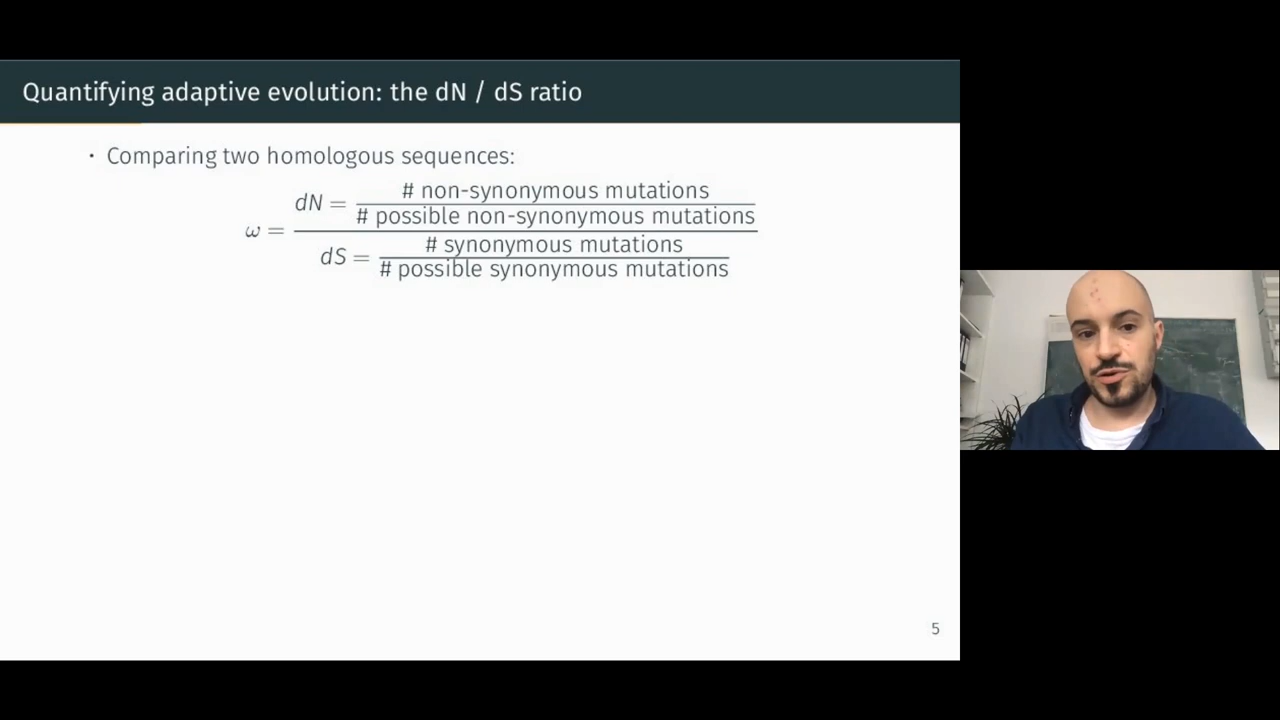 Quantifying adaptive evolution: the dN / dS ratio
• Comparing two homologous sequences:
ω = dN = # non-synonymous mutations
# possible non-synonymous mutations
dS = # synonymous mutations
# possible synonymous mutations
5